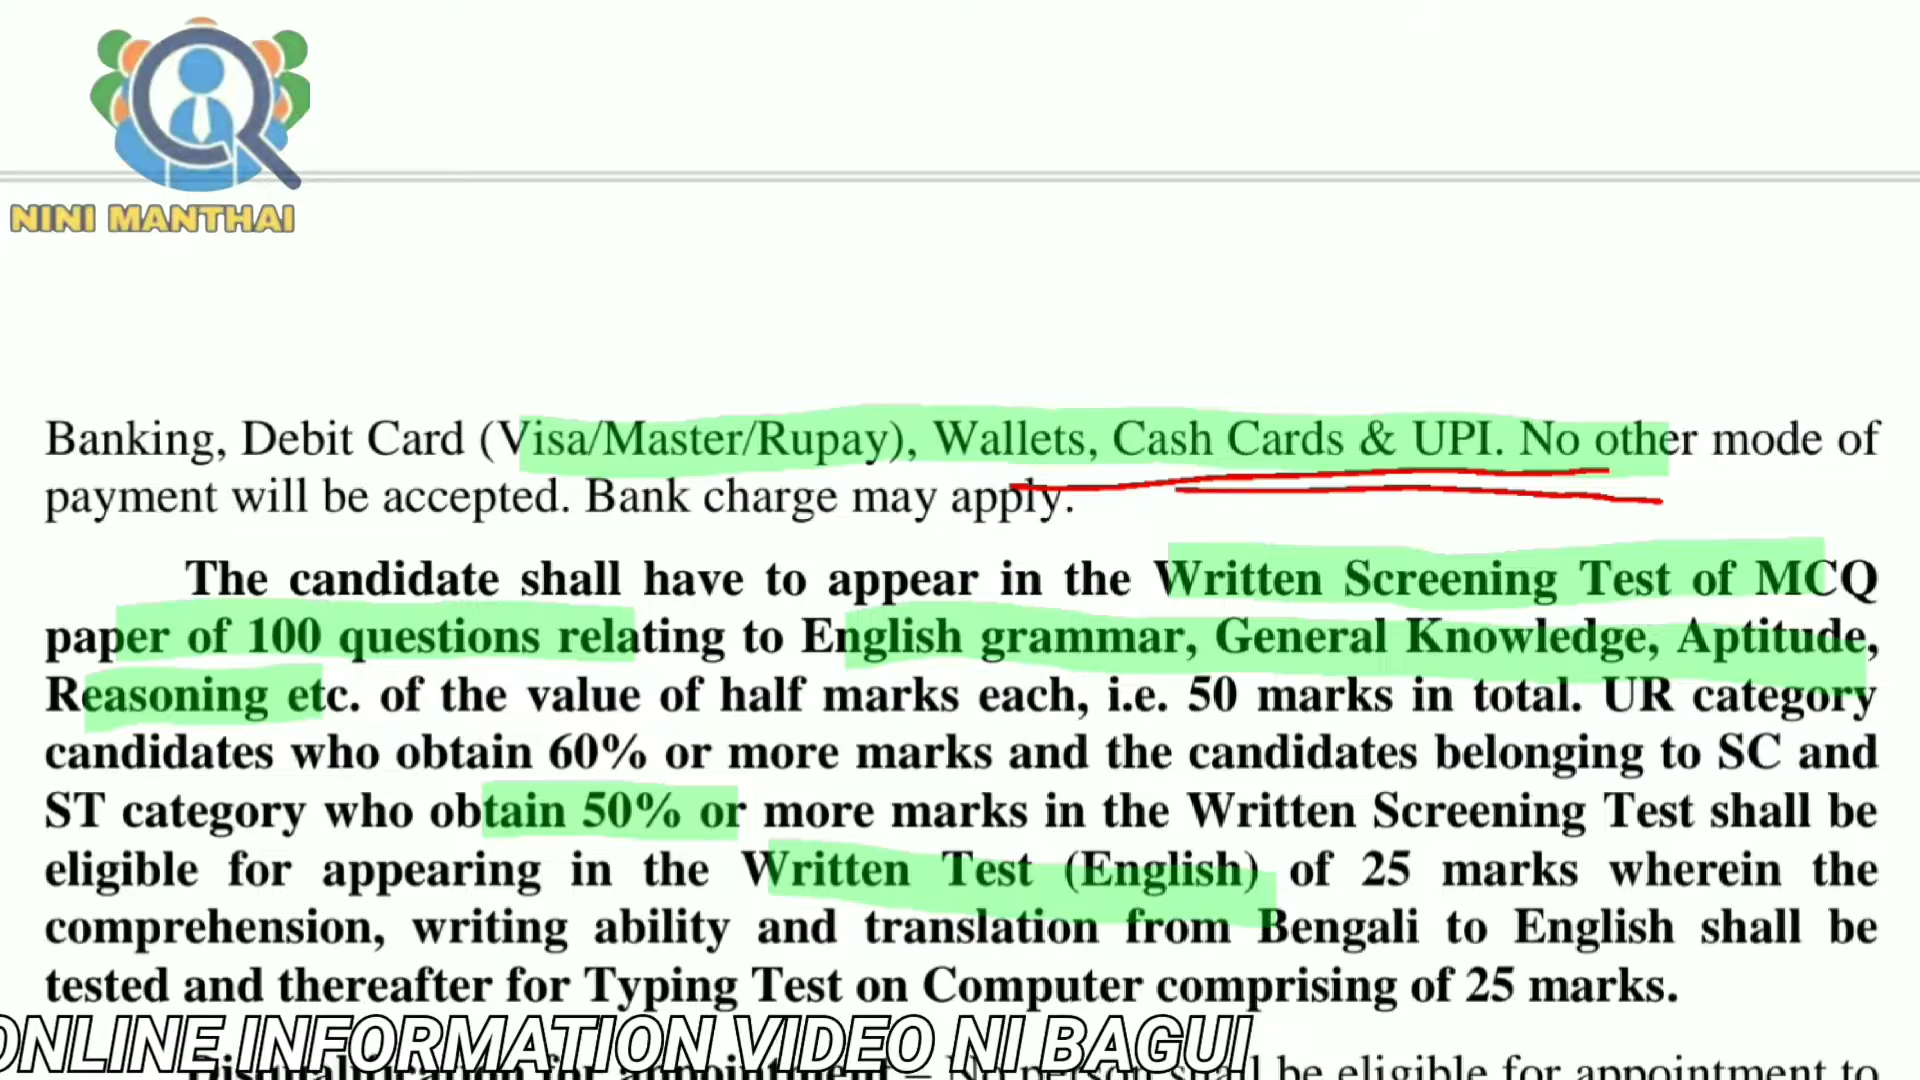 NINI MANTHAI
Banking, Debit Card (Visa/Master/Rupay), Wallets, Cash Cards & UPI. No other mode of
payment will be accepted. Bank charge may apply.
The candidate shall have to appear in the Written Screening Test of MCQ
paper of 100 questions relating to English grammar, General Knowledge, Aptitude,
Reasoning etc. of the value of half marks each, i.e. 50 marks in total. UR category
candidates who obtain 60% or more marks and the candidates belonging to SC and
ST category who obtain 50% or more marks in the Written Screening Test shall be
eligible for appearing in the Written Test (English) of 25 marks wherein the
comprehension, writing ability and translation from Bengali to English shall be
tested and thereafter for Typing Test on Computer comprising of 25 marks.
ONLINE INFORMATION VIDEO NI BAGUI
Disqualification for appointment – No person shall be eligible for appointment to